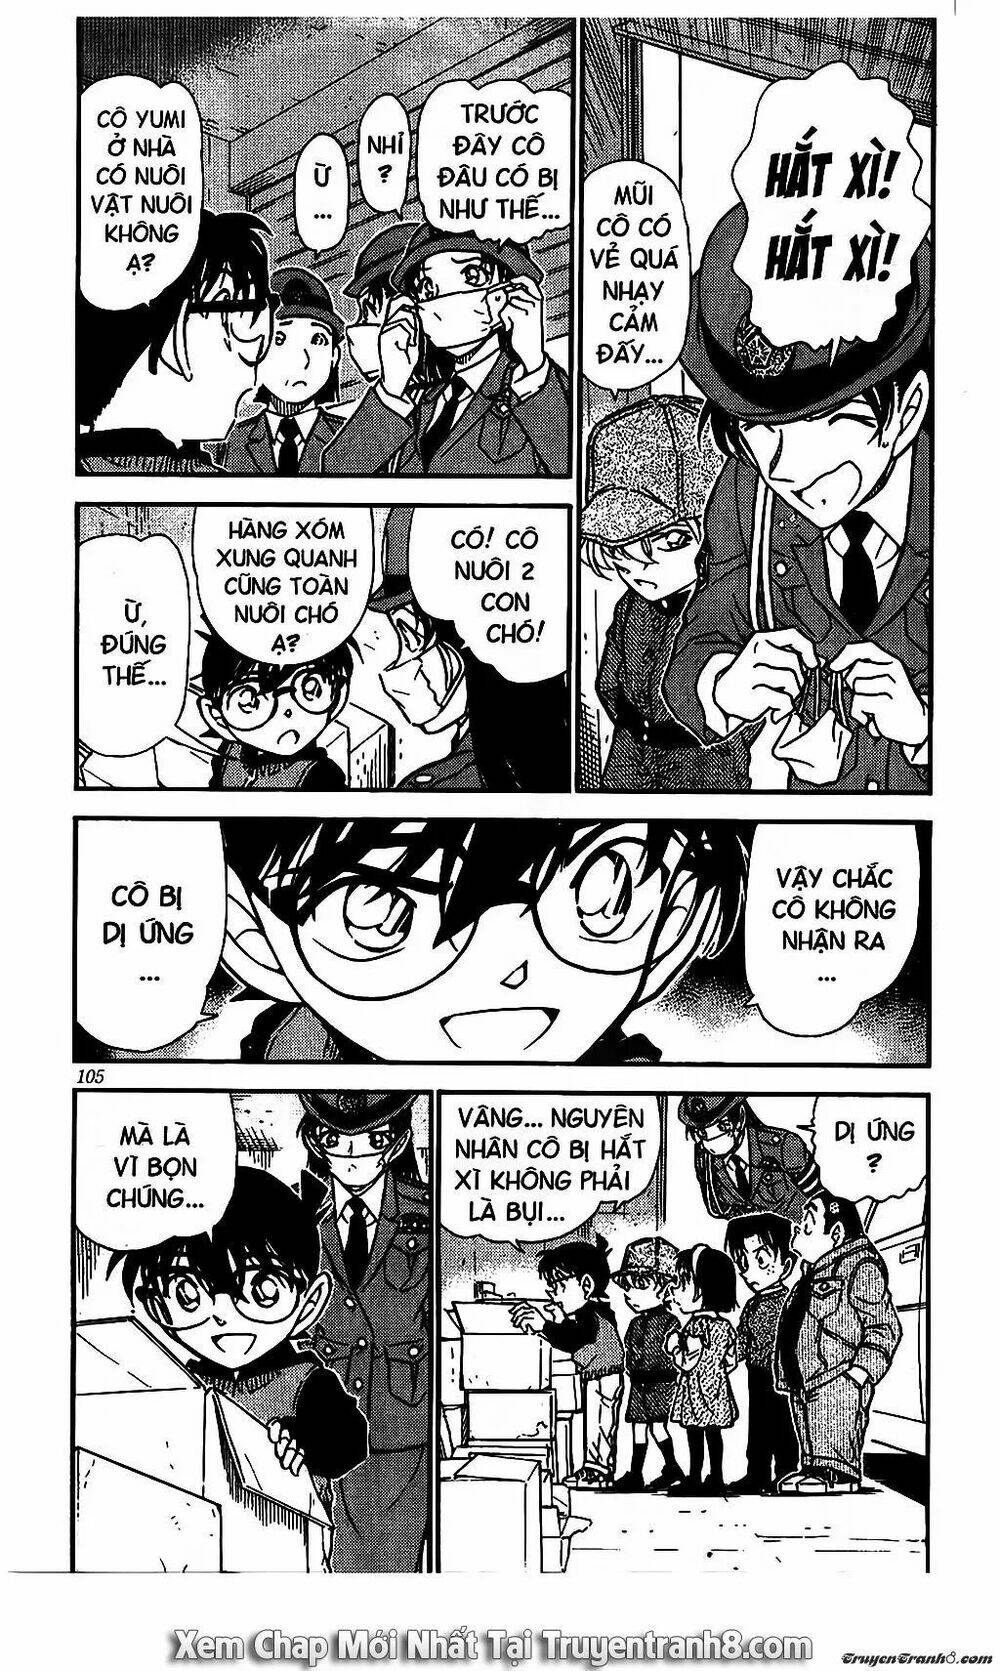 HẮT XÌ!
HẮT XÌ!
MŨI
CÔ CÓ
VẺ QUÁ
NHẠY
CẢM
ĐẤY...
TRƯỚC
ĐÂY CÔ
ĐÂU CÓ BỊ
NHƯ THẾ...
NHỈ
?
Ừ
...
CÔ YUMI
Ở NHÀ
CÓ NUÔI
VẬT NUÔI
KHÔNG
Ạ?
CÓ! CÔ
NUÔI 2
CON
CHÓ!
HÀNG XÓM
XUNG QUANH
CŨNG TOÀN
NUÔI CHÓ
Ạ?
Ừ,
ĐÚNG
THẾ...
VẬY CHẮC
CÔ KHÔNG
NHẬN RA
...
CÔ BỊ
DỊ ỨNG
...
105
DỊ ỨNG
?
VÂNG... NGUYÊN
NHÂN CÔ BỊ HẮT
XÌ KHÔNG PHẢI
LÀ BỤI...
MÀ LÀ
VÌ BỌN
CHÚNG...
Xem Chap Mới Nhất Tại Truyentranh8.com
TruyenTranh8.com